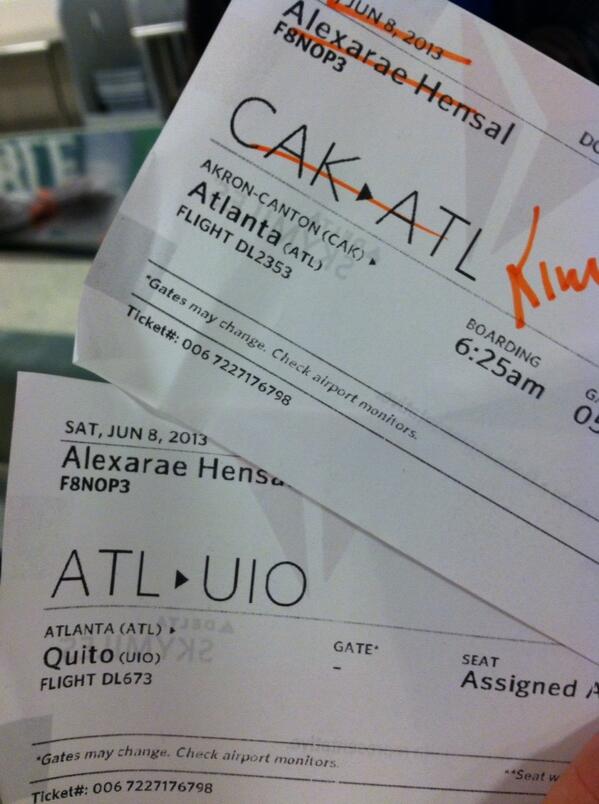 JUN 8, 2013
Alexarae Hensal
F8NOP3
CAK ▸ ATL
AKRON-CANTON (CAK) ▸
Atlanta (ATL)
FLIGHT DL2353
BOARDING
6:25am
*Gates may change. Check airport monitors.
Ticket#: 006 7227176798
SAT, JUN 8, 2013
Alexarae Hensa
F8NOP3
ATL ▸ UIO
ATLANTA (ATL) ▸
Quito (UIO)
FLIGHT DL673
GATE*
-
SEAT
Assigned A
*Gates may change. Check airport monitors.
**Seat w
Ticket#: 006 7227176798